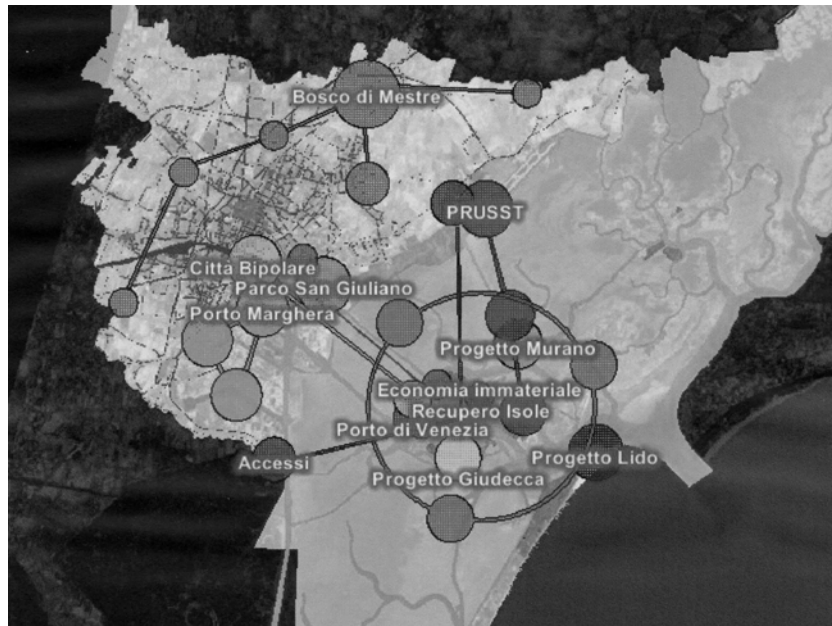 Bosco di Mestre
PRUSST
Città Bipolare
Parco San Giuliano
Porto Marghera
Progetto Murano
Economia immateriale
Recupero Isole
Porto di Venezia
Accessi
Progetto Lido
Progetto Giudecca